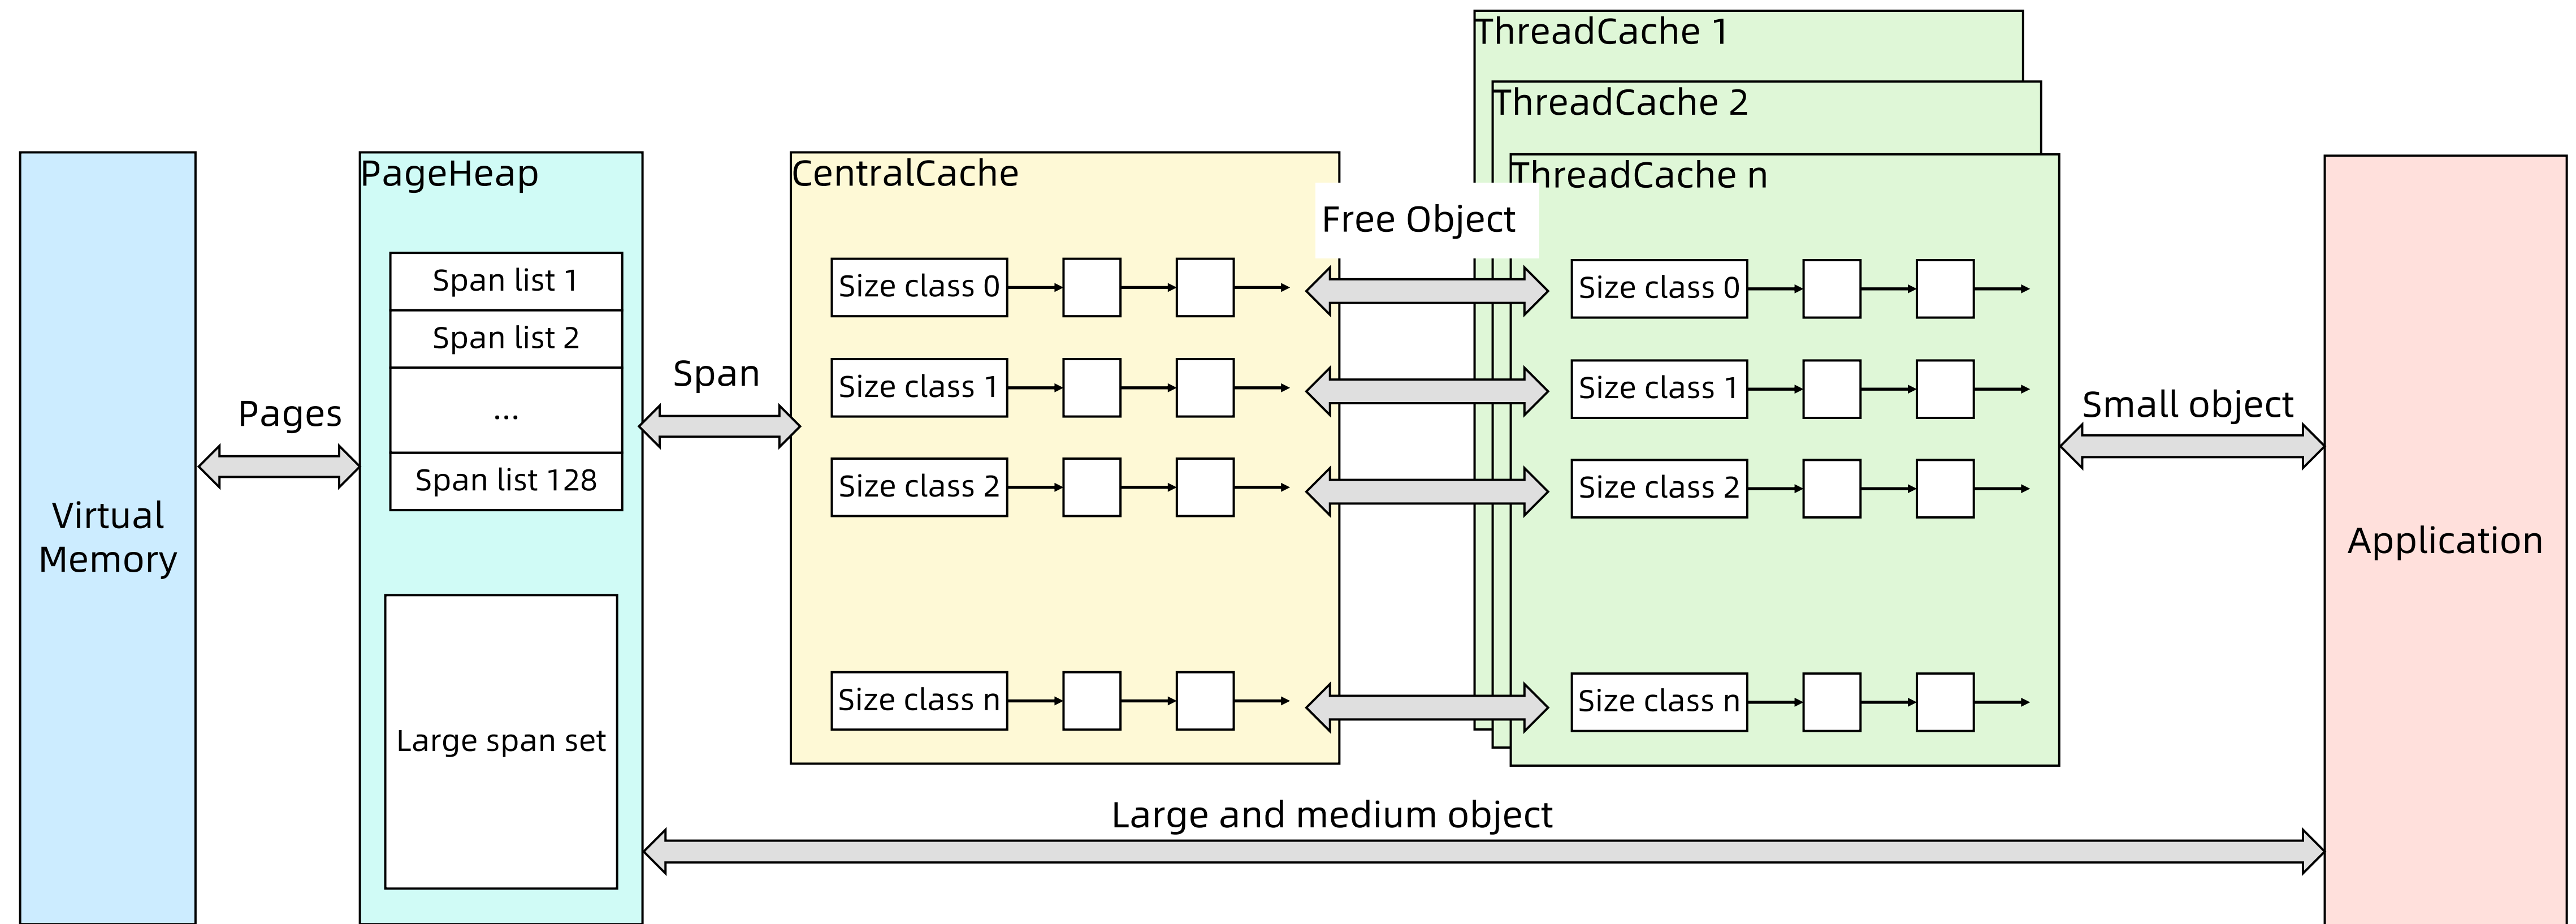 ThreadCache 1
ThreadCache 2
ThreadCache n
PageHeap
CentralCache
Free Object
Span list 1
Span list 2
...
Span list 128
Large span set
Virtual
Memory
Pages
Span
Size class 0
Size class 1
Size class 2
Size class n
Size class 0
Size class 1
Size class 2
Size class n
Small object
Application
Large and medium object